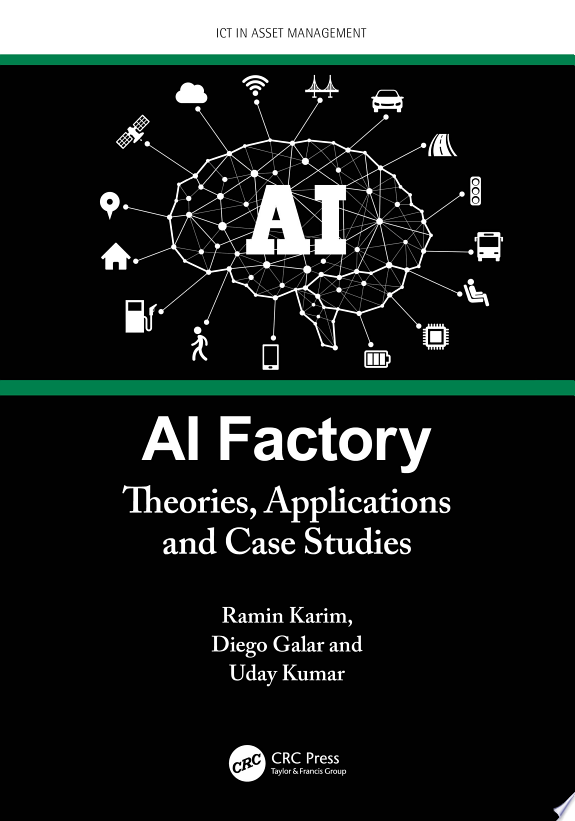 ICT IN ASSET MANAGEMENT
AI
AI Factory
Theories, Applications
and Case Studies
Ramin Karim,
Diego Galar and
Uday Kumar
CRC
CRC Press
Taylor & Francis Group